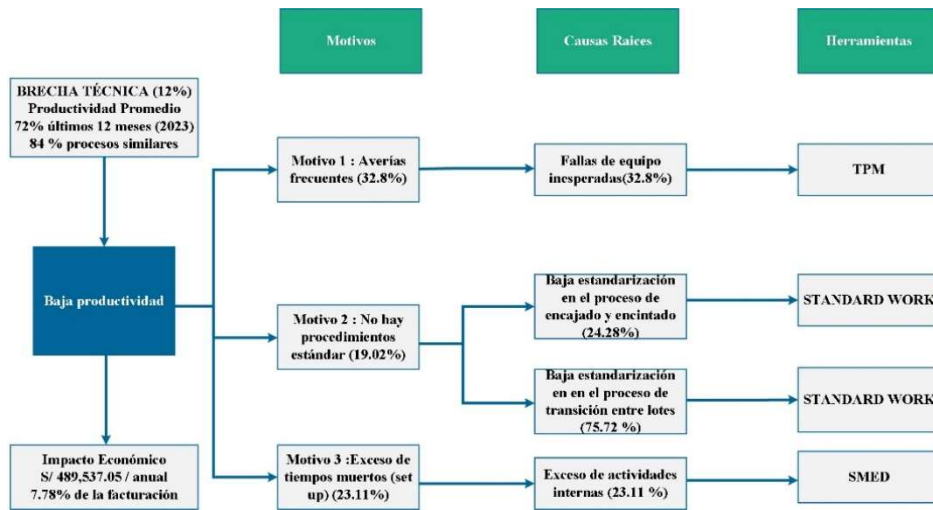 Motivos
Causas Raices
Herramientas
BRECHA TÉCNICA (12%)
Productividad Promedio
72% últimos 12 meses (2023)
84 % procesos similares
Motivo 1 : Averías
frecuentes (32.8%)
Fallas de equipo
inesperadas(32.8%)
TPM
Baja productividad
Motivo 2 : No hay
procedimientos
estándar (19.02%)
Baja estandarización
en el proceso de
encajado y encintado
(24.28%)
STANDARD WORK
Baja estandarización
en en el proceso de
transición entre lotes
(75.72 %)
STANDARD WORK
Impacto Económico
S/ 489,537.05 / anual
7.78% de la facturación
Motivo 3 :Exceso de
tiempos muertos (set
up) (23.11%)
Exceso de actividades
internas (23.11 %)
SMED